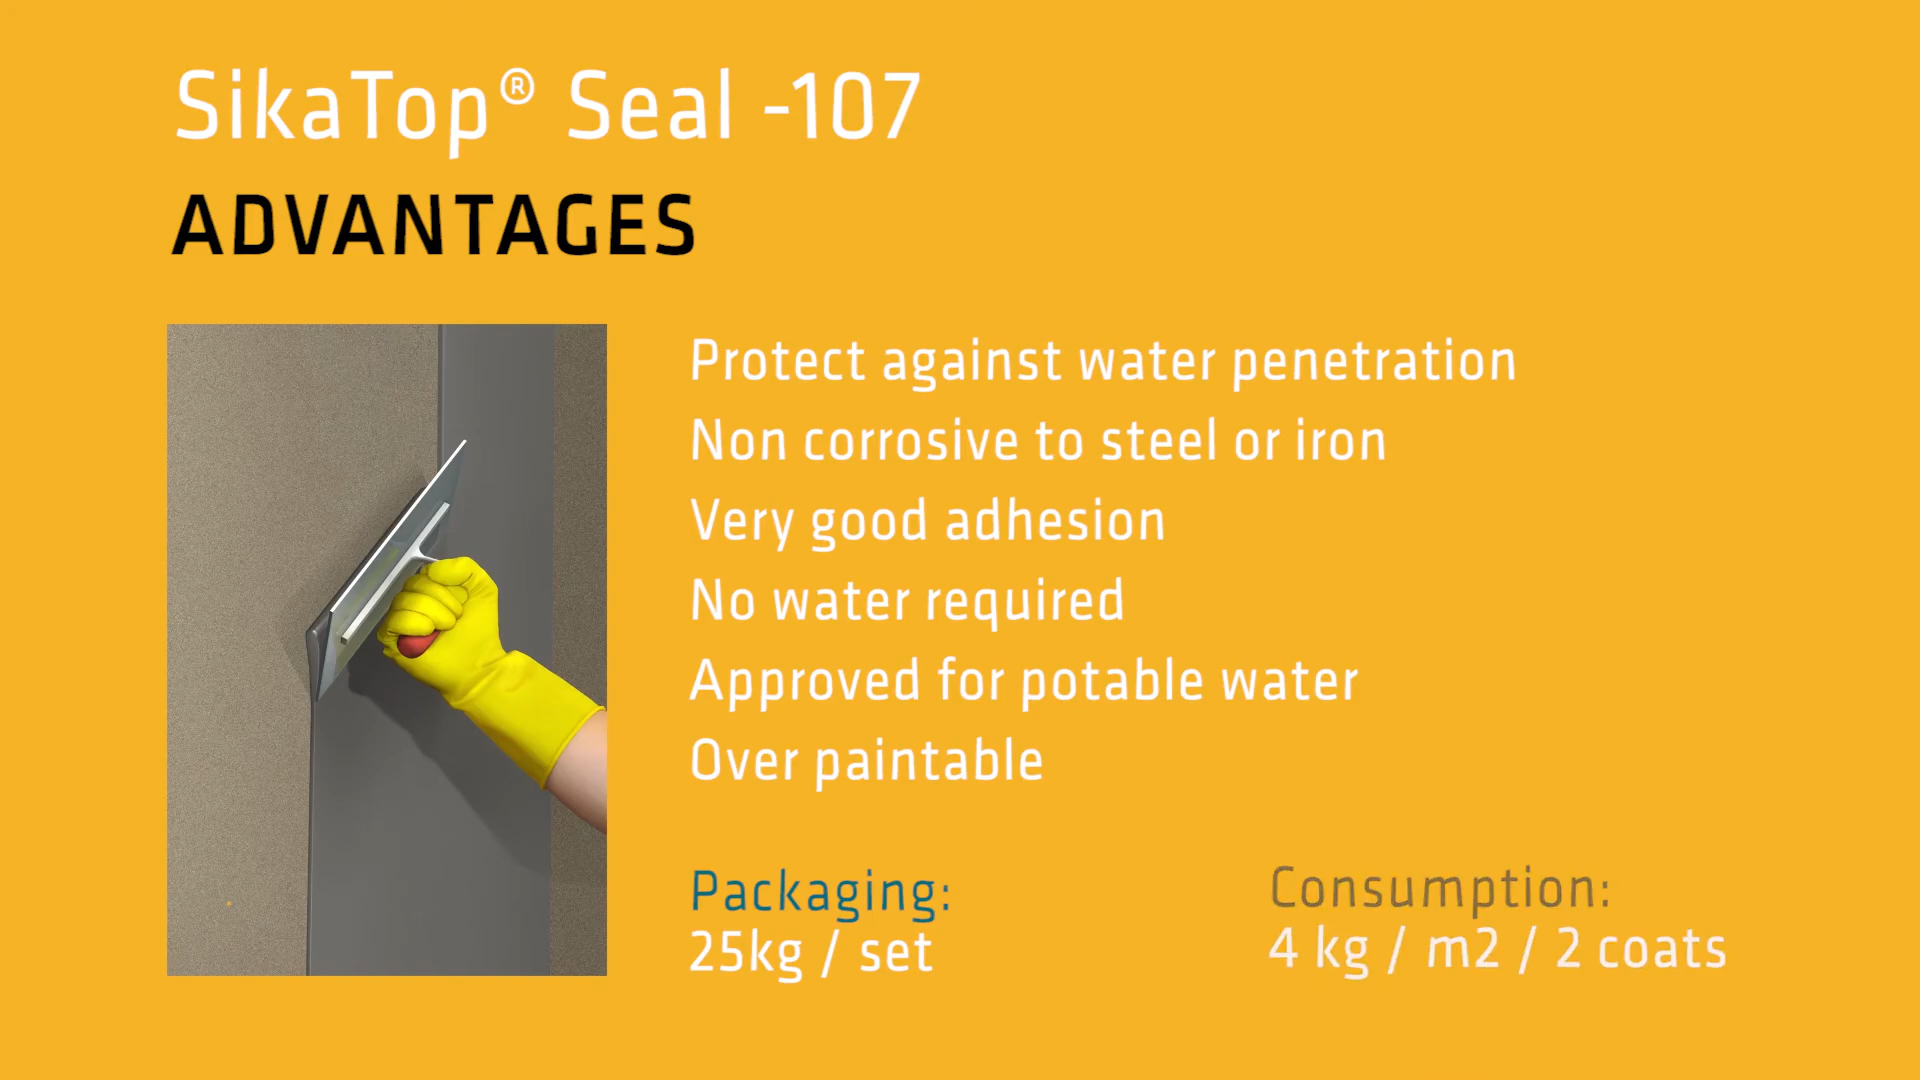 SikaTop® Seal -107
ADVANTAGES
Protect against water penetration
Non corrosive to steel or iron
Very good adhesion
No water required
Approved for potable water
Over paintable
Packaging:
25kg / set
Consumption:
4 kg / m2 / 2 coats